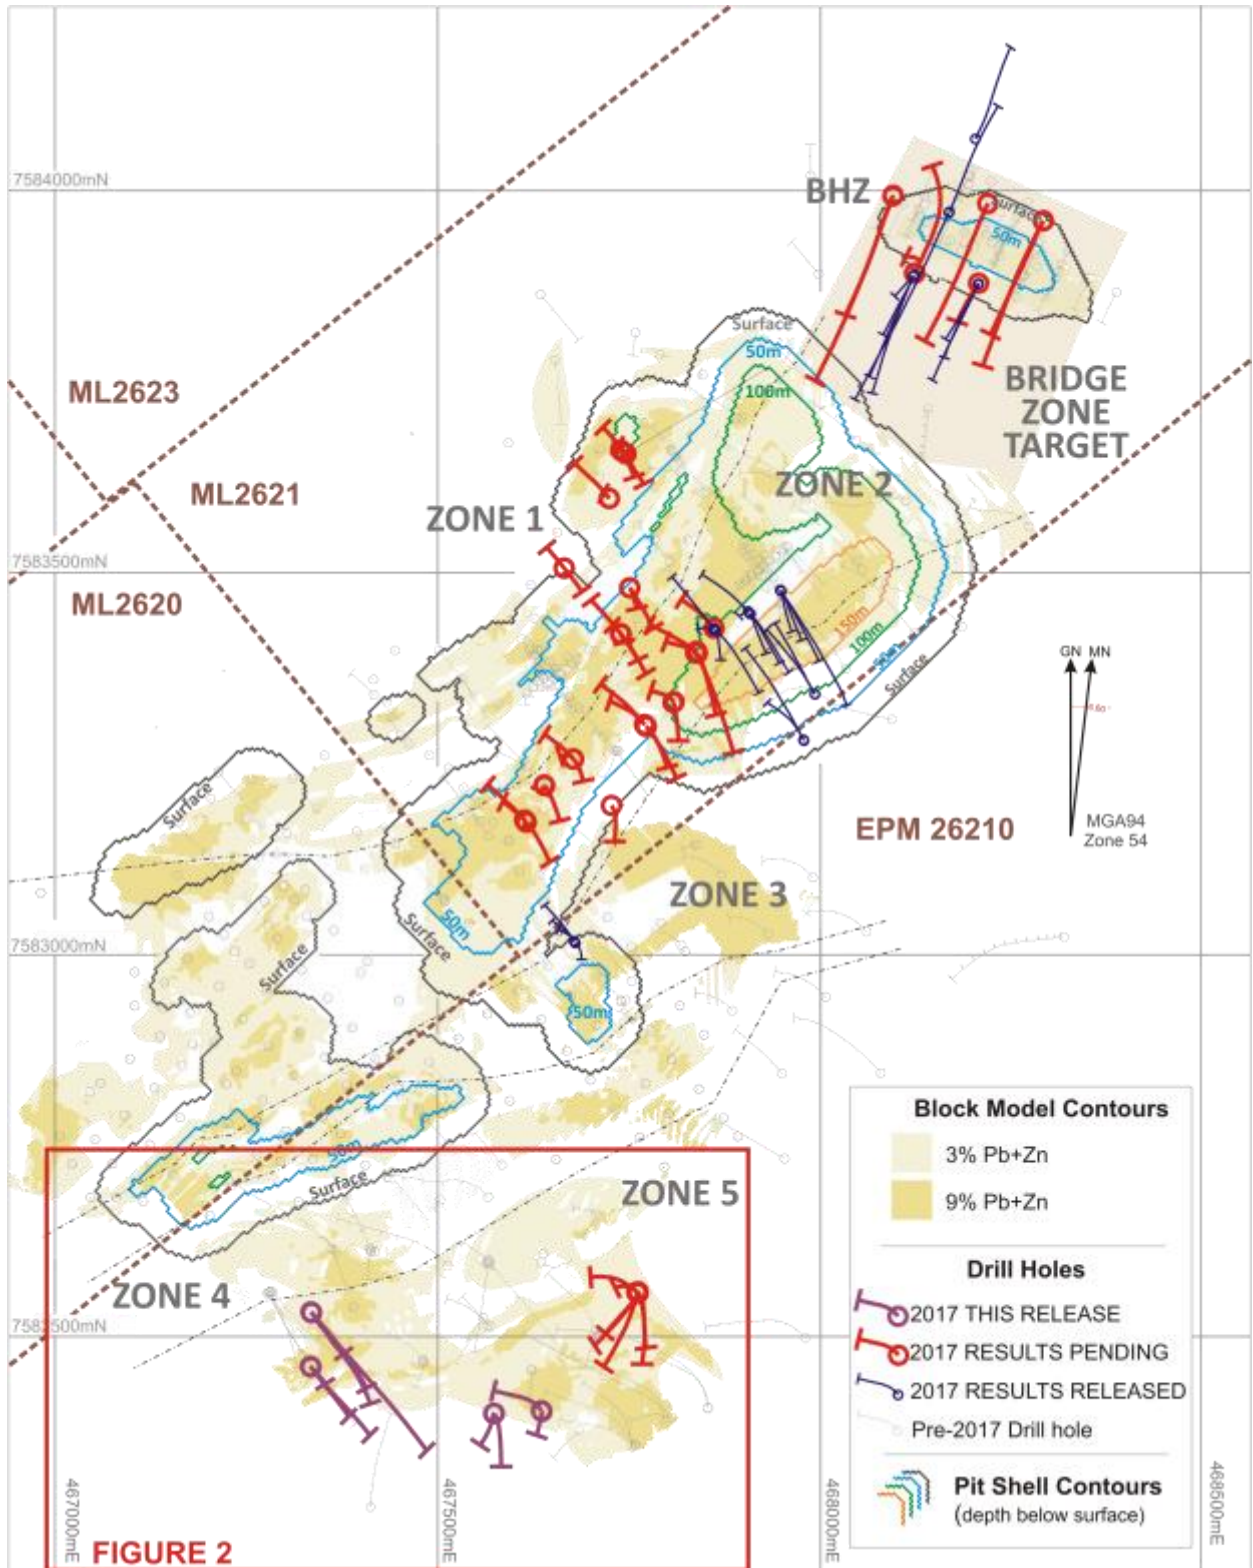 7584000mN
BHZ
Surface
50m
Surface
50m
100m
BRIDGE
ZONE
TARGET
ML2623
ML2621
ZONE 2
ZONE 1
7583500mN
ML2620
150m
100m
50m
Surface
GN MN
MGA94
Zone 54
EPM 26210
Surface
ZONE 3
50m
Surface
7583000mN
Surface
50m
50m
Surface
ZONE 5
ZONE 4
7582500mN
Block Model Contours
3% Pb+Zn
9% Pb+Zn
Drill Holes
2017 THIS RELEASE
2017 RESULTS PENDING
2017 RESULTS RELEASED
Pre-2017 Drill hole
Pit Shell Contours
(depth below surface)
467000mE
467500mE
468000mE
468500mE
FIGURE 2